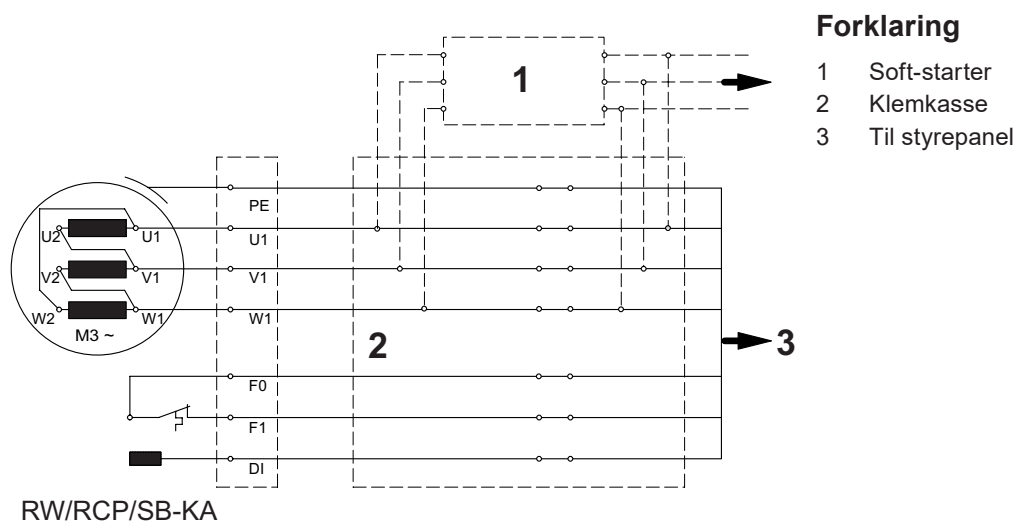 Forklaring
1 Soft-starter
2 Klemkasse
3 Til styrepanel
1
PE
U2 U1 U1
V2 V1 V1
W2 W1 W1
M3 ~
2
3
F0
F1
DI
RW/RCP/SB-KA